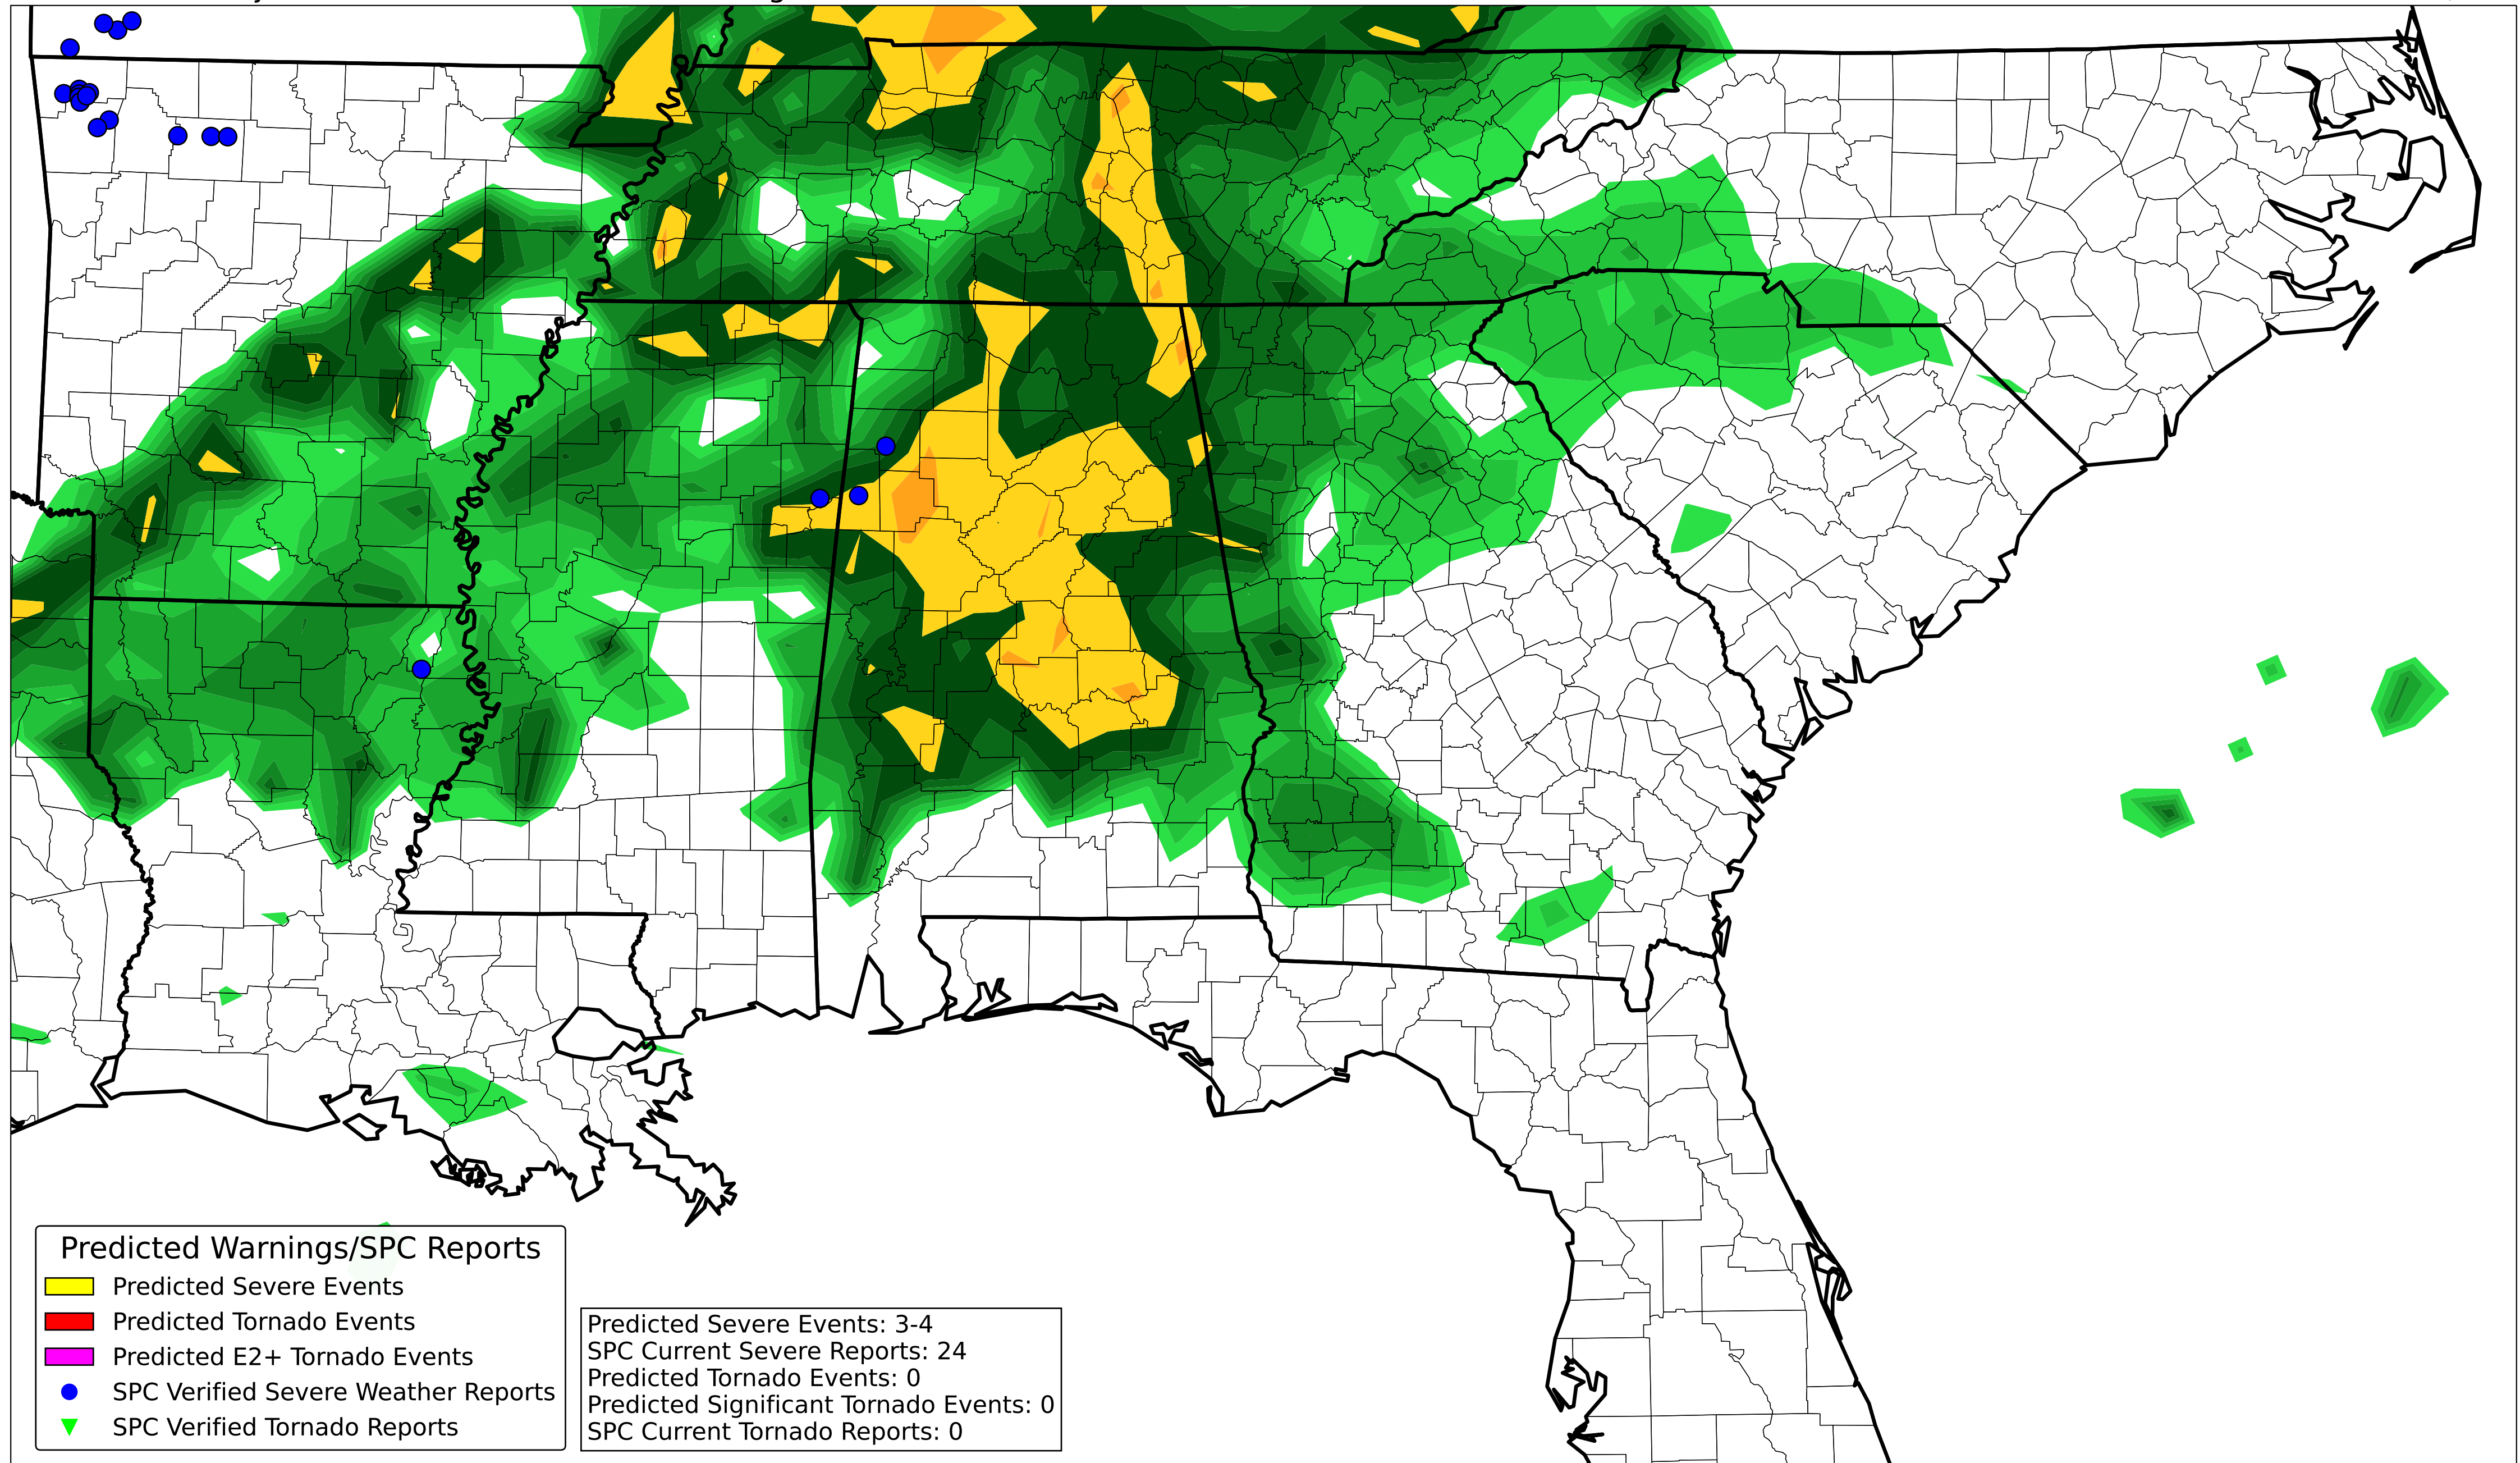 Predicted Warnings/SPC Reports
Predicted Severe Events
Predicted Tornado Events
Predicted E2+ Tornado Events
SPC Verified Severe Weather Reports
SPC Verified Tornado Reports
Predicted Severe Events: 3-4
SPC Current Severe Reports: 24
Predicted Tornado Events: 0
Predicted Significant Tornado Events: 0
SPC Current Tornado Reports: 0